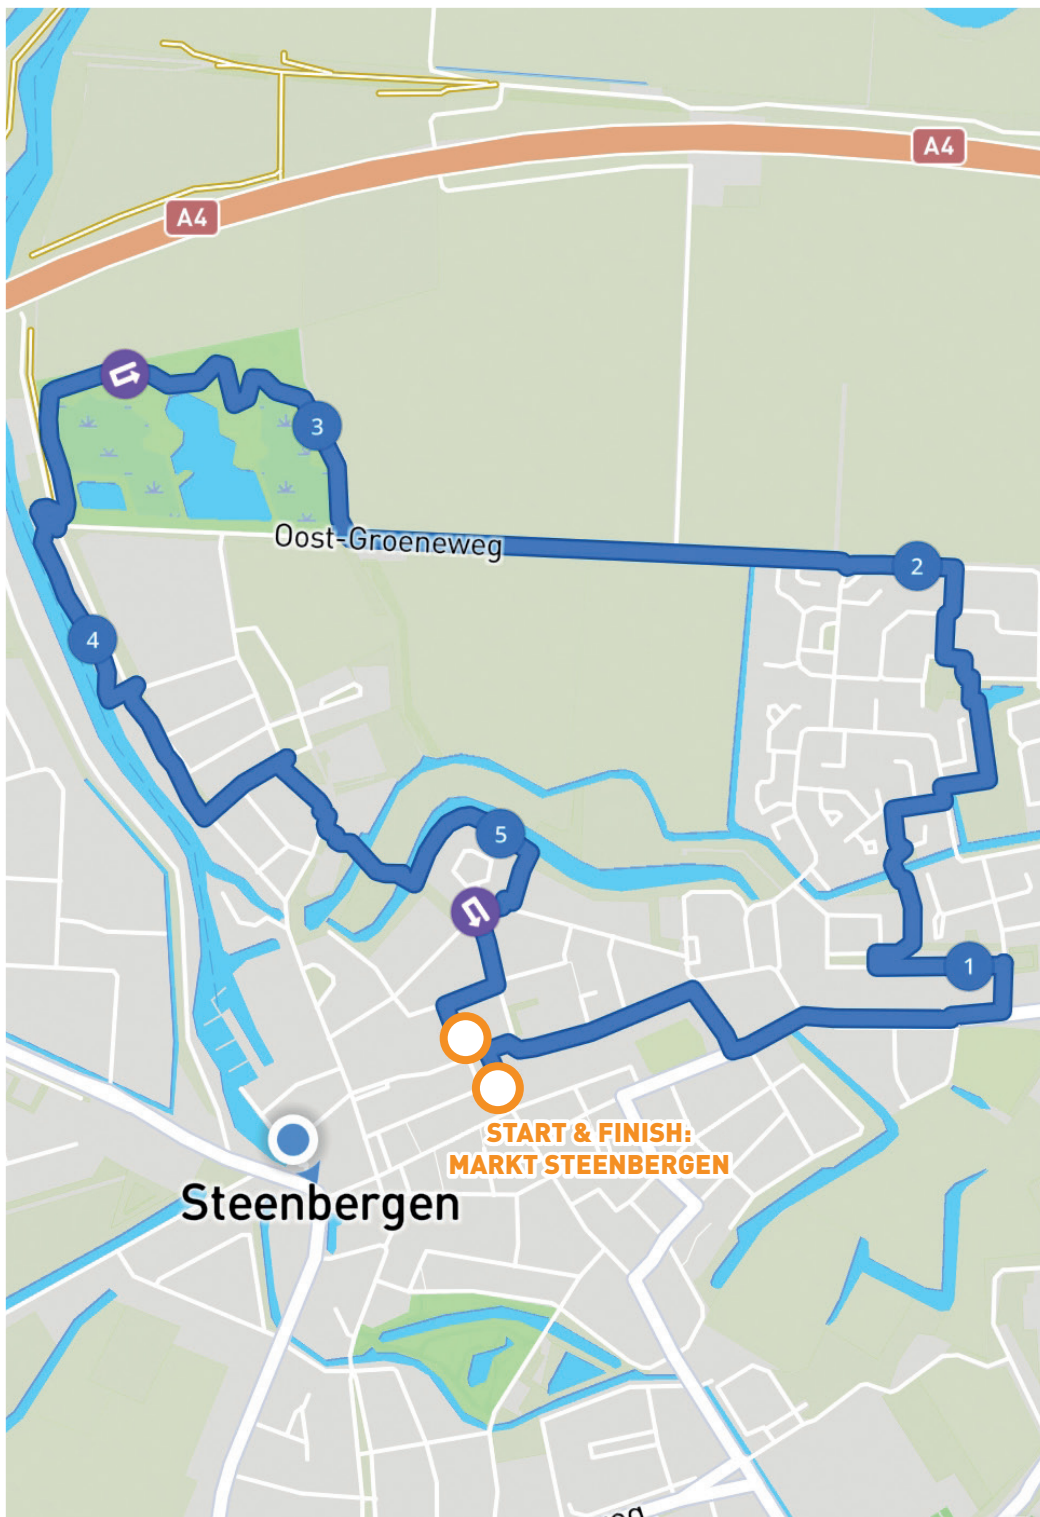 A4
A4
3
Oost-Groeneweg
2
4
5
1
START & FINISH:
MARKT STEENBERGEN
Steenbergen